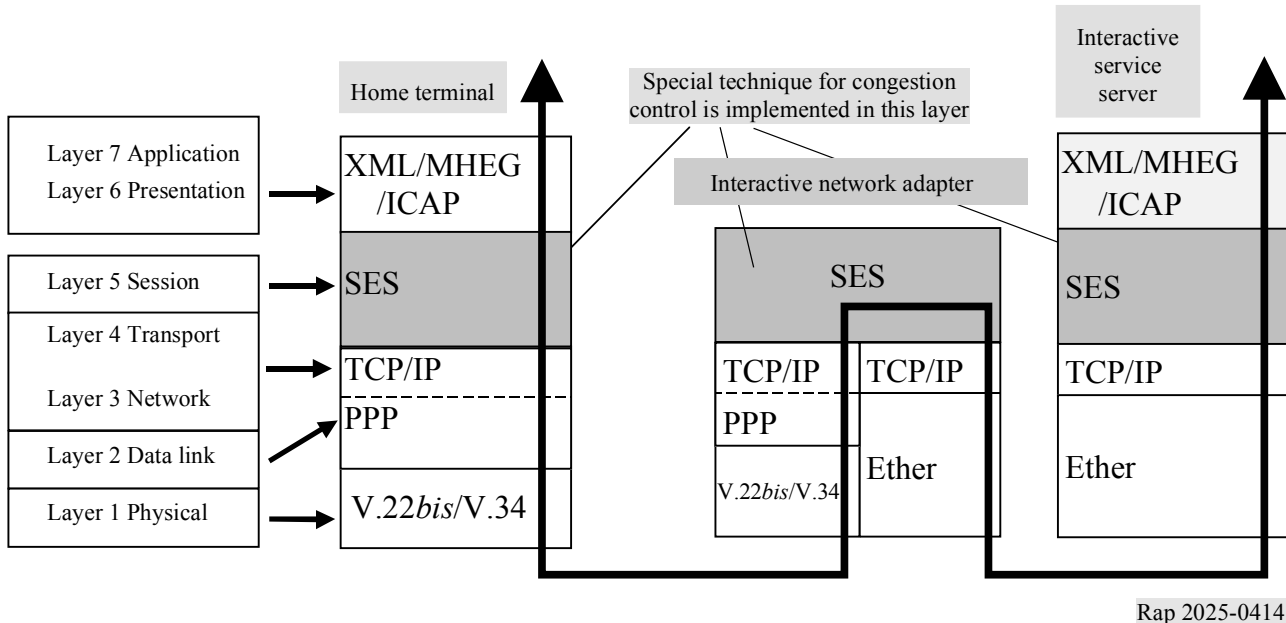 Interactive
service
server
Home terminal
Special technique for congestion
control is implemented in this layer
Layer 7 Application
Layer 6 Presentation
XML/MHEG
/ICAP
Interactive network adapter
XML/MHEG
/ICAP
Layer 5 Session
SES
SES
SES
Layer 4 Transport
Layer 3 Network
TCP/IP
TCP/IP
TCP/IP
TCP/IP
PPP
PPP
Layer 2 Data link
Ether
Ether
Layer 1 Physical
V.22bis/V.34
V.22bis/V.34
Rap 2025-0414